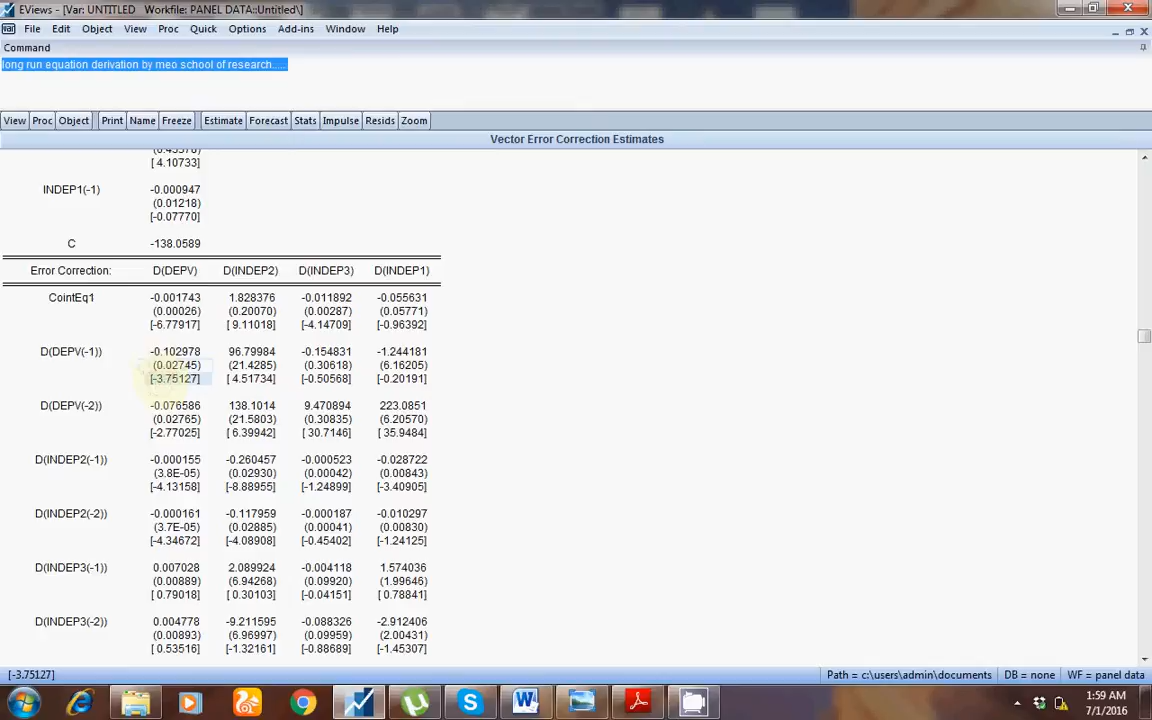 EViews - [Var: UNTITLED   Workfile: PANEL DATA::Untitled\]
File Edit Object View Proc Quick Options Add-ins Window Help
Command
long run equation derivation by meo school of research.....
View Proc Object Print Name Freeze Estimate Forecast Stats Impulse Resids Zoom
Vector Error Correction Estimates
[ 4.10733]
INDEP1(-1) -0.000947
(0.01218)
[-0.07770]
C -138.0589
Error Correction: D(DEPV) D(INDEP2) D(INDEP3) D(INDEP1)
CointEq1 -0.001743 1.828376 -0.011892 -0.055631
(0.00026) (0.20070) (0.00287) (0.05771)
[-6.77917] [ 9.11018] [-4.14709] [-0.96392]
D(DEPV(-1)) -0.102978 96.79984 -0.154831 -1.244181
(0.02745) (21.4285) (0.30618) (6.16205)
[-3.75127] [ 4.51734] [-0.50568] [-0.20191]
D(DEPV(-2)) -0.076586 138.1014 9.470894 223.0851
(0.02765) (21.5803) (0.30835) (6.20570)
[-2.77025] [ 6.39942] [ 30.7146] [ 35.9484]
D(INDEP2(-1)) -0.000155 -0.260457 -0.000523 -0.028722
(3.8E-05) (0.02930) (0.00042) (0.00843)
[-4.13158] [-8.88955] [-1.24899] [-3.40905]
D(INDEP2(-2)) -0.000161 -0.117959 -0.000187 -0.010297
(3.7E-05) (0.02885) (0.00041) (0.00830)
[-4.34672] [-4.08908] [-0.45402] [-1.24125]
D(INDEP3(-1)) 0.007028 2.089924 -0.004118 1.574036
(0.00889) (6.94268) (0.09920) (1.99646)
[ 0.79018] [ 0.30103] [-0.04151] [ 0.78841]
D(INDEP3(-2)) 0.004778 -9.211595 -0.088326 -2.912406
(0.00893) (6.96997) (0.09959) (2.00431)
[ 0.53516] [-1.32161] [-0.88689] [-1.45307]
[-3.75127] Path = c:\users\admin\documents DB = none WF = panel data
1:59 AM
7/1/2016